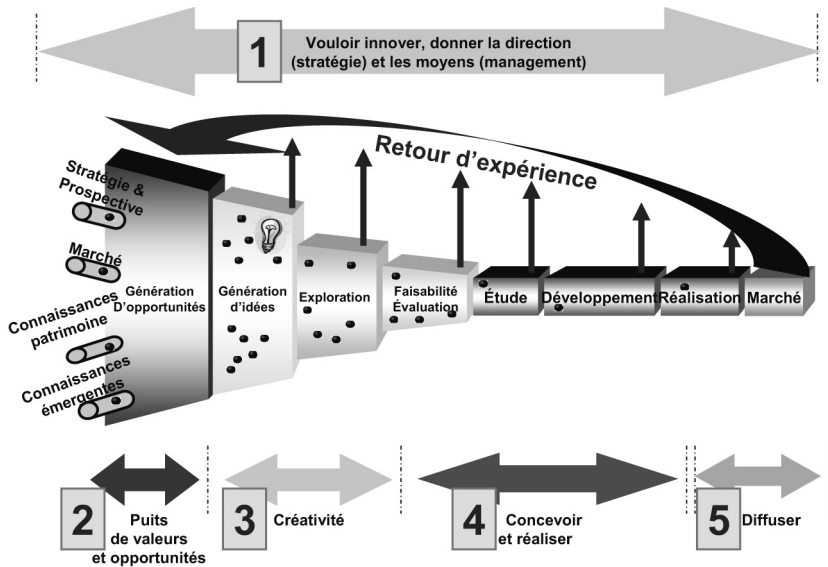 1
Vouloir innover, donner la direction
(stratégie) et les moyens (management)
Retour d'expérience
Stratégie &
Prospective
Marché
Connaissances
patrimoine
Connaissances
émergentes
Génération
D'opportunités
Génération
d'idées
Exploration
Faisabilité
Évaluation
Étude
Développement
Réalisation
Marché
2
Puits
de valeurs
et opportunités
3
Créativité
4
Concevoir
et réaliser
5
Diffuser